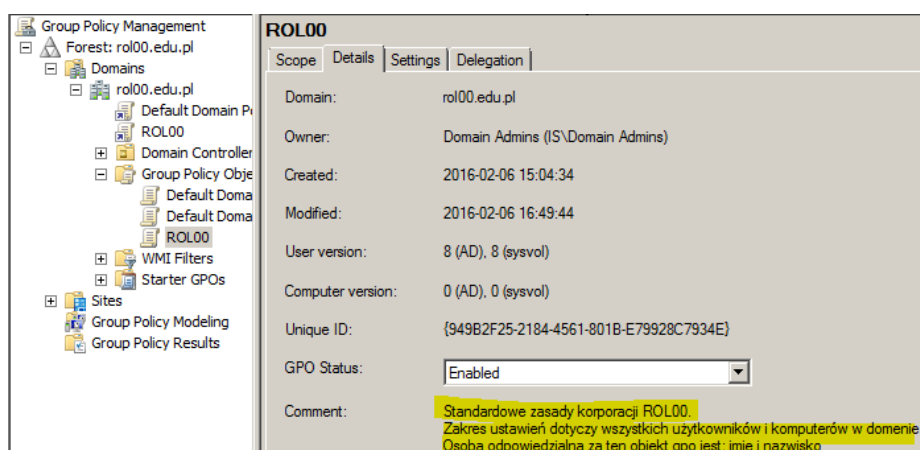 Group Policy Management
Forest: rol00.edu.pl
Domains
rol00.edu.pl
Default Domain P
ROL00
Domain Controller
Group Policy Obje
Default Doma
Default Doma
ROL00
WMI Filters
Starter GPOs
Sites
Group Policy Modeling
Group Policy Results
ROL00
Scope Details Settings Delegation
Domain: rol00.edu.pl
Owner: Domain Admins (IS\Domain Admins)
Created: 2016-02-06 15:04:34
Modified: 2016-02-06 16:49:44
User version: 8 (AD), 8 (sysvol)
Computer version: 0 (AD), 0 (sysvol)
Unique ID: {949B2F25-2184-4561-801B-E79928C7934E}
GPO Status: Enabled
Comment: Standardowe zasady korporacji ROL00.
Zakres ustawień dotyczy wszystkich użytkowników i komputerów w domenie
Osoba odpowiedzialna za ten obiekt gpo jest: imię i nazwisko